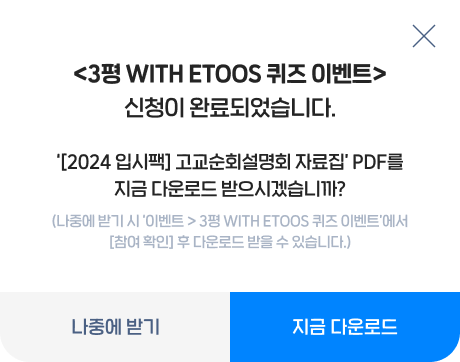 <3평 WITH ETOOS 퀴즈 이벤트>
신청이 완료되었습니다.
'[2024 입시팩] 고교순회설명회 자료집' PDF를
지금 다운로드 받으시겠습니까?
(나중에 받기 시 '이벤트 > 3평 WITH ETOOS 퀴즈 이벤트'에서
[참여 확인] 후 다운로드 받을 수 있습니다.)
나중에 받기
지금 다운로드